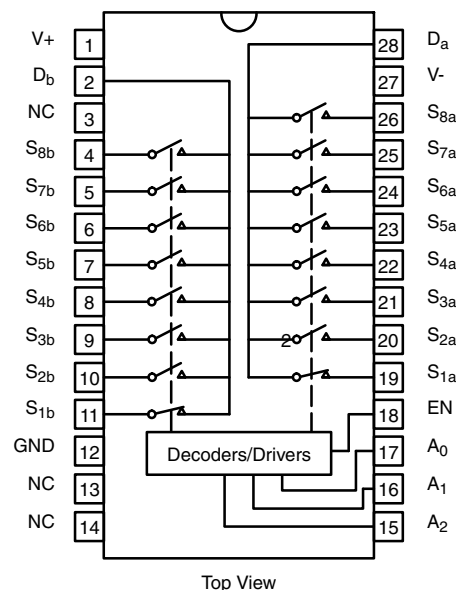 V+ 1 28 Da
Db 2 27 V-
NC 3 26 S8a
S8b 4 25 S7a
S7b 5 24 S6a
S6b 6 23 S5a
S5b 7 22 S4a
S4b 8 21 S3a
S3b 9 2 20 S2a
S2b 10 19 S1a
S1b 11 18 EN
GND 12 Decoders/Drivers 17 A0
NC 13 16 A1
NC 14 15 A2
Top View